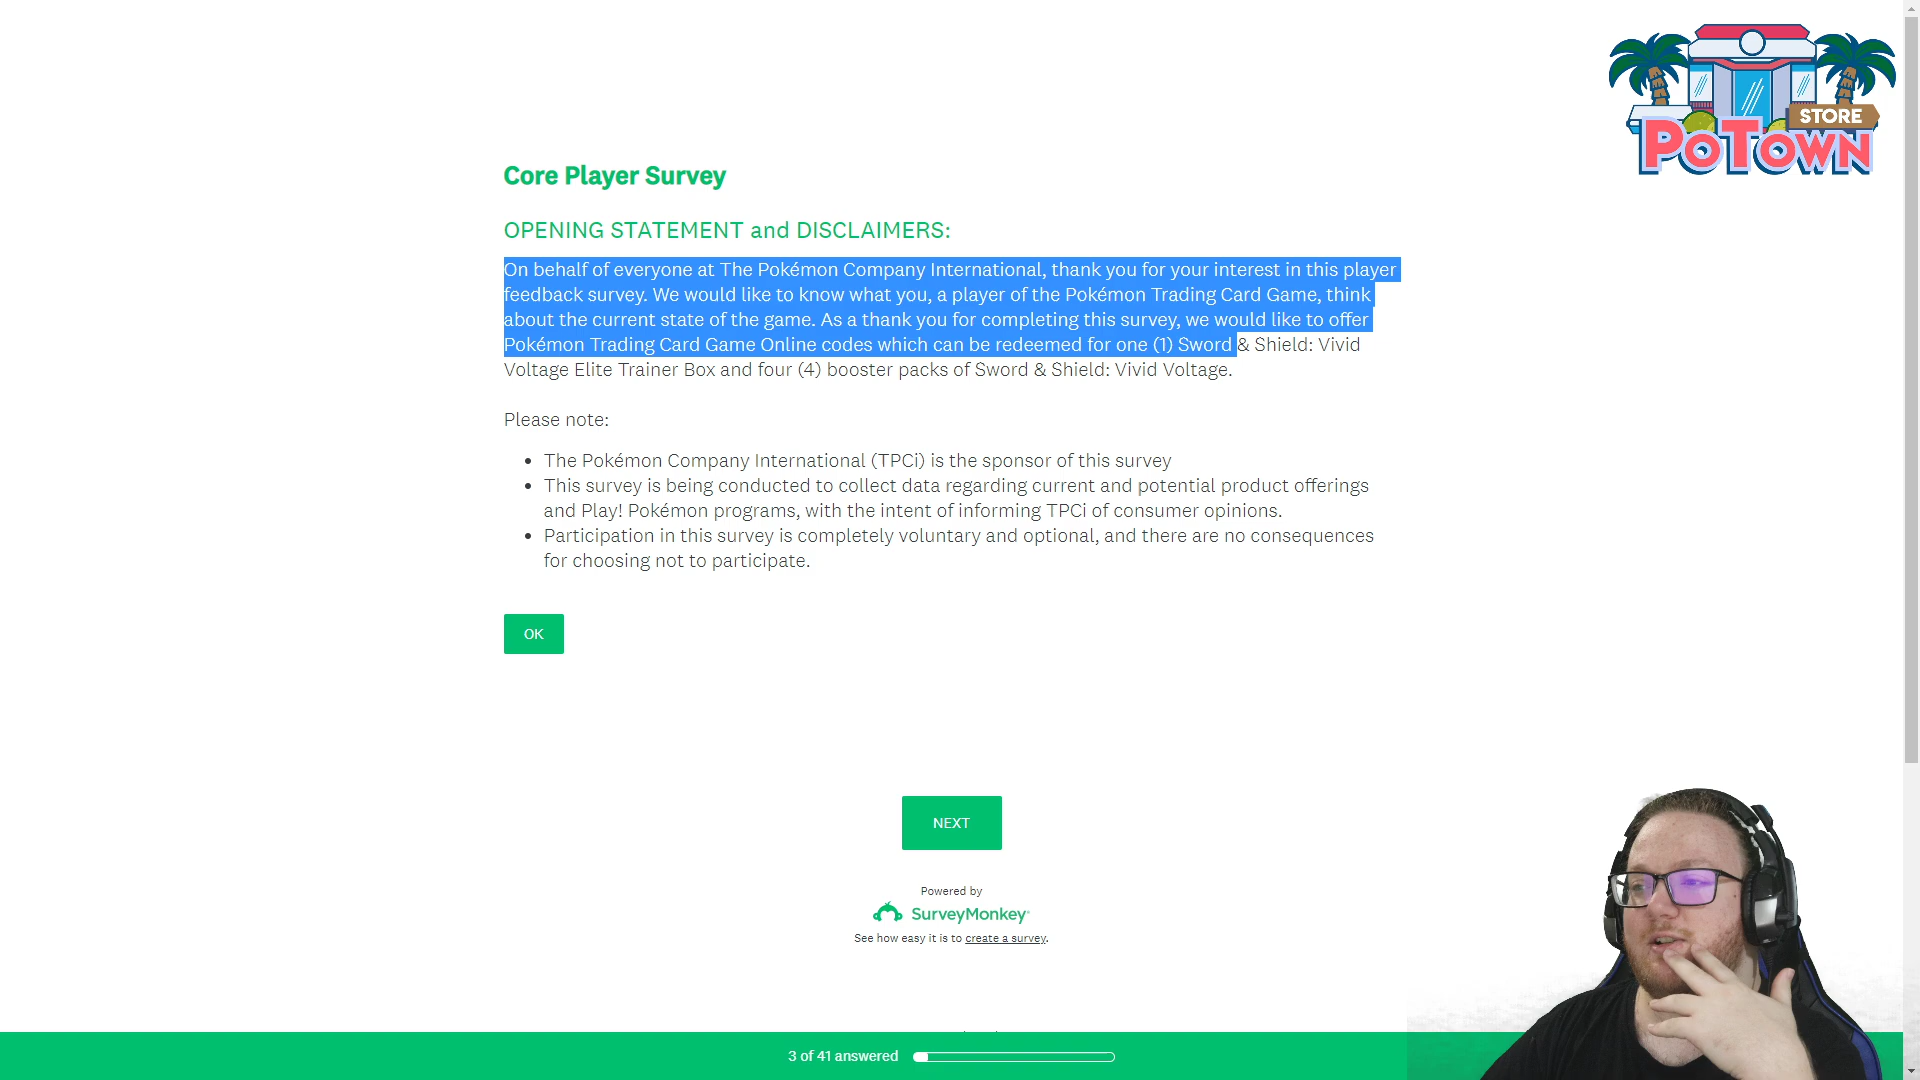 STORE
PoTown
Core Player Survey
OPENING STATEMENT and DISCLAIMERS:
On behalf of everyone at The Pokémon Company International, thank you for your interest in this player
feedback survey. We would like to know what you, a player of the Pokémon Trading Card Game, think
about the current state of the game. As a thank you for completing this survey, we would like to offer
Pokémon Trading Card Game Online codes which can be redeemed for one (1) Sword & Shield: Vivid
Voltage Elite Trainer Box and four (4) booster packs of Sword & Shield: Vivid Voltage.
Please note:
• The Pokémon Company International (TPCi) is the sponsor of this survey
• This survey is being conducted to collect data regarding current and potential product offerings
and Play! Pokémon programs, with the intent of informing TPCi of consumer opinions.
• Participation in this survey is completely voluntary and optional, and there are no consequences
for choosing not to participate.
OK
NEXT
Powered by
SurveyMonkey
See how easy it is to create a survey.
3 of 41 answered